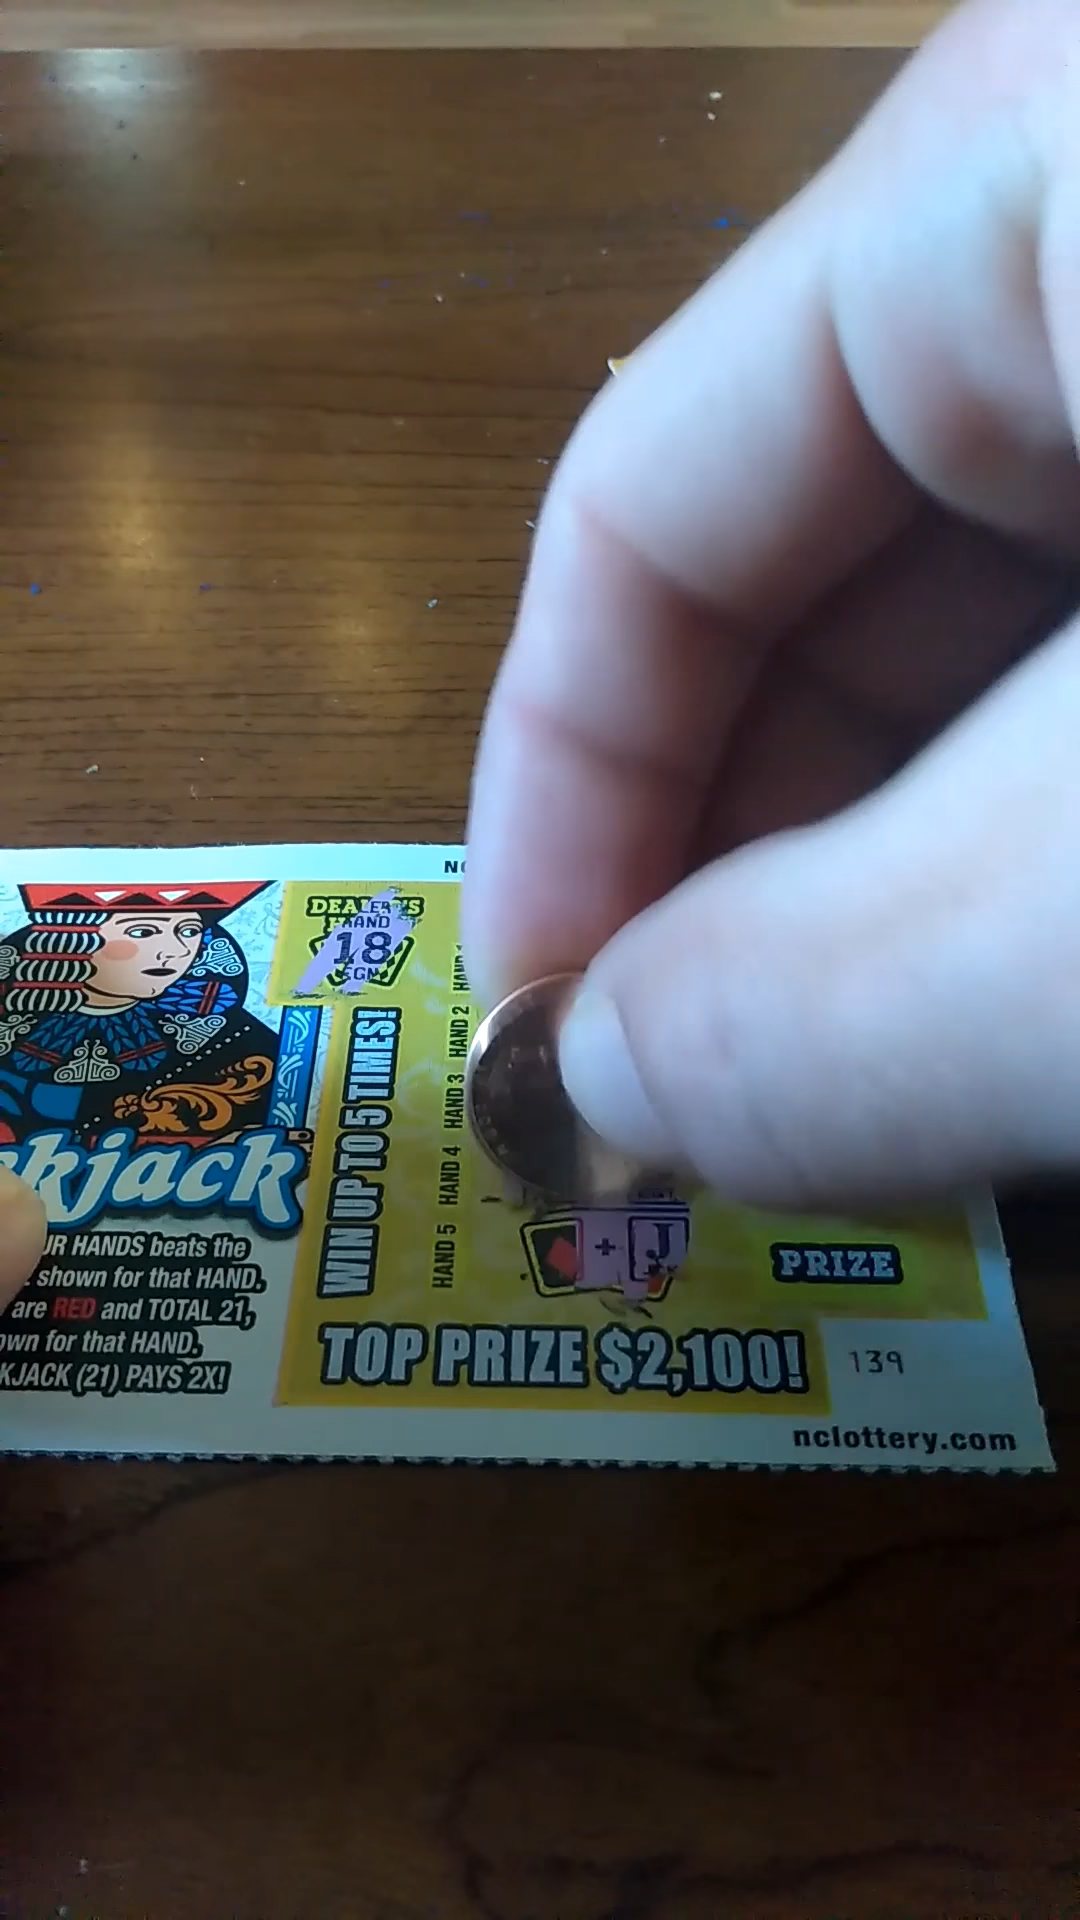 DEALER'S
HAND
18
EGN
HAND 2
HAND 3
HAND 4
HAND 5
WIN UP TO 5 TIMES!
kjack
UR HANDS beats the
shown for that HAND.
are RED and TOTAL 21,
own for that HAND.
KJACK (21) PAYS 2X!
+ J
PRIZE
TOP PRIZE $2,100!
139
nclottery.com